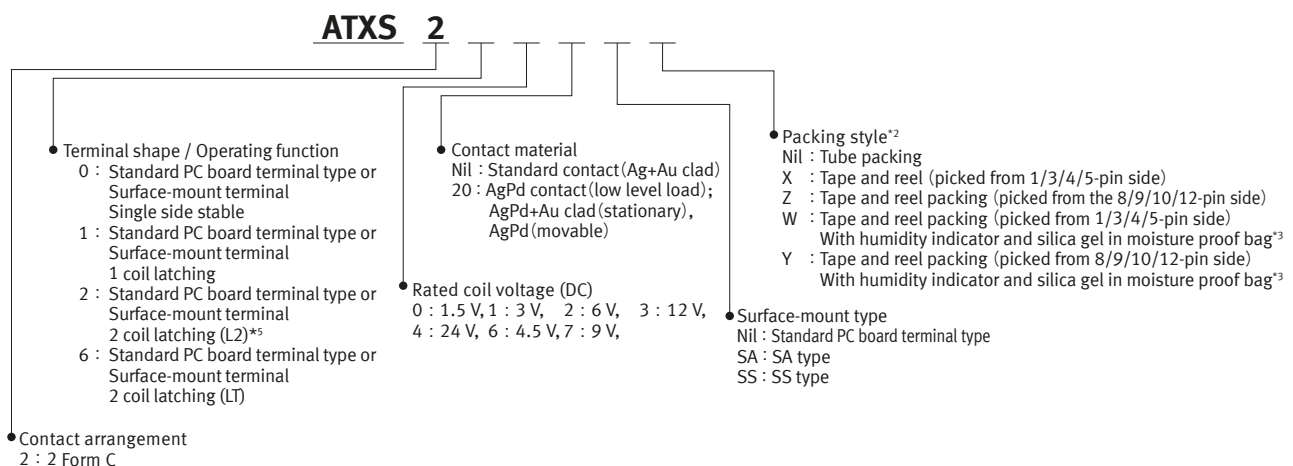 ATXS 2
Terminal shape / Operating function
0 : Standard PC board terminal type or
Surface-mount terminal
Single side stable
1 : Standard PC board terminal type or
Surface-mount terminal
1 coil latching
2 : Standard PC board terminal type or
Surface-mount terminal
2 coil latching (L2)*5
6 : Standard PC board terminal type or
Surface-mount terminal
2 coil latching (LT)
Contact arrangement
2 : 2 Form C
Contact material
Nil : Standard contact (Ag+Au clad)
20 : AgPd contact (low level load);
AgPd+Au clad (stationary),
AgPd (movable)
Rated coil voltage (DC)
0 : 1.5 V, 1 : 3 V, 2 : 6 V, 3 : 12 V,
4 : 24 V, 6 : 4.5 V, 7 : 9 V,
Packing style*2
Nil : Tube packing
X : Tape and reel (picked from 1/3/4/5-pin side)
Z : Tape and reel packing (picked from the 8/9/10/12-pin side)
W : Tape and reel packing (picked from 1/3/4/5-pin side)
With humidity indicator and silica gel in moisture proof bag*3
Y : Tape and reel packing (picked from 8/9/10/12-pin side)
With humidity indicator and silica gel in moisture proof bag*3
Surface-mount type
Nil : Standard PC board terminal type
SA : SA type
SS : SS type